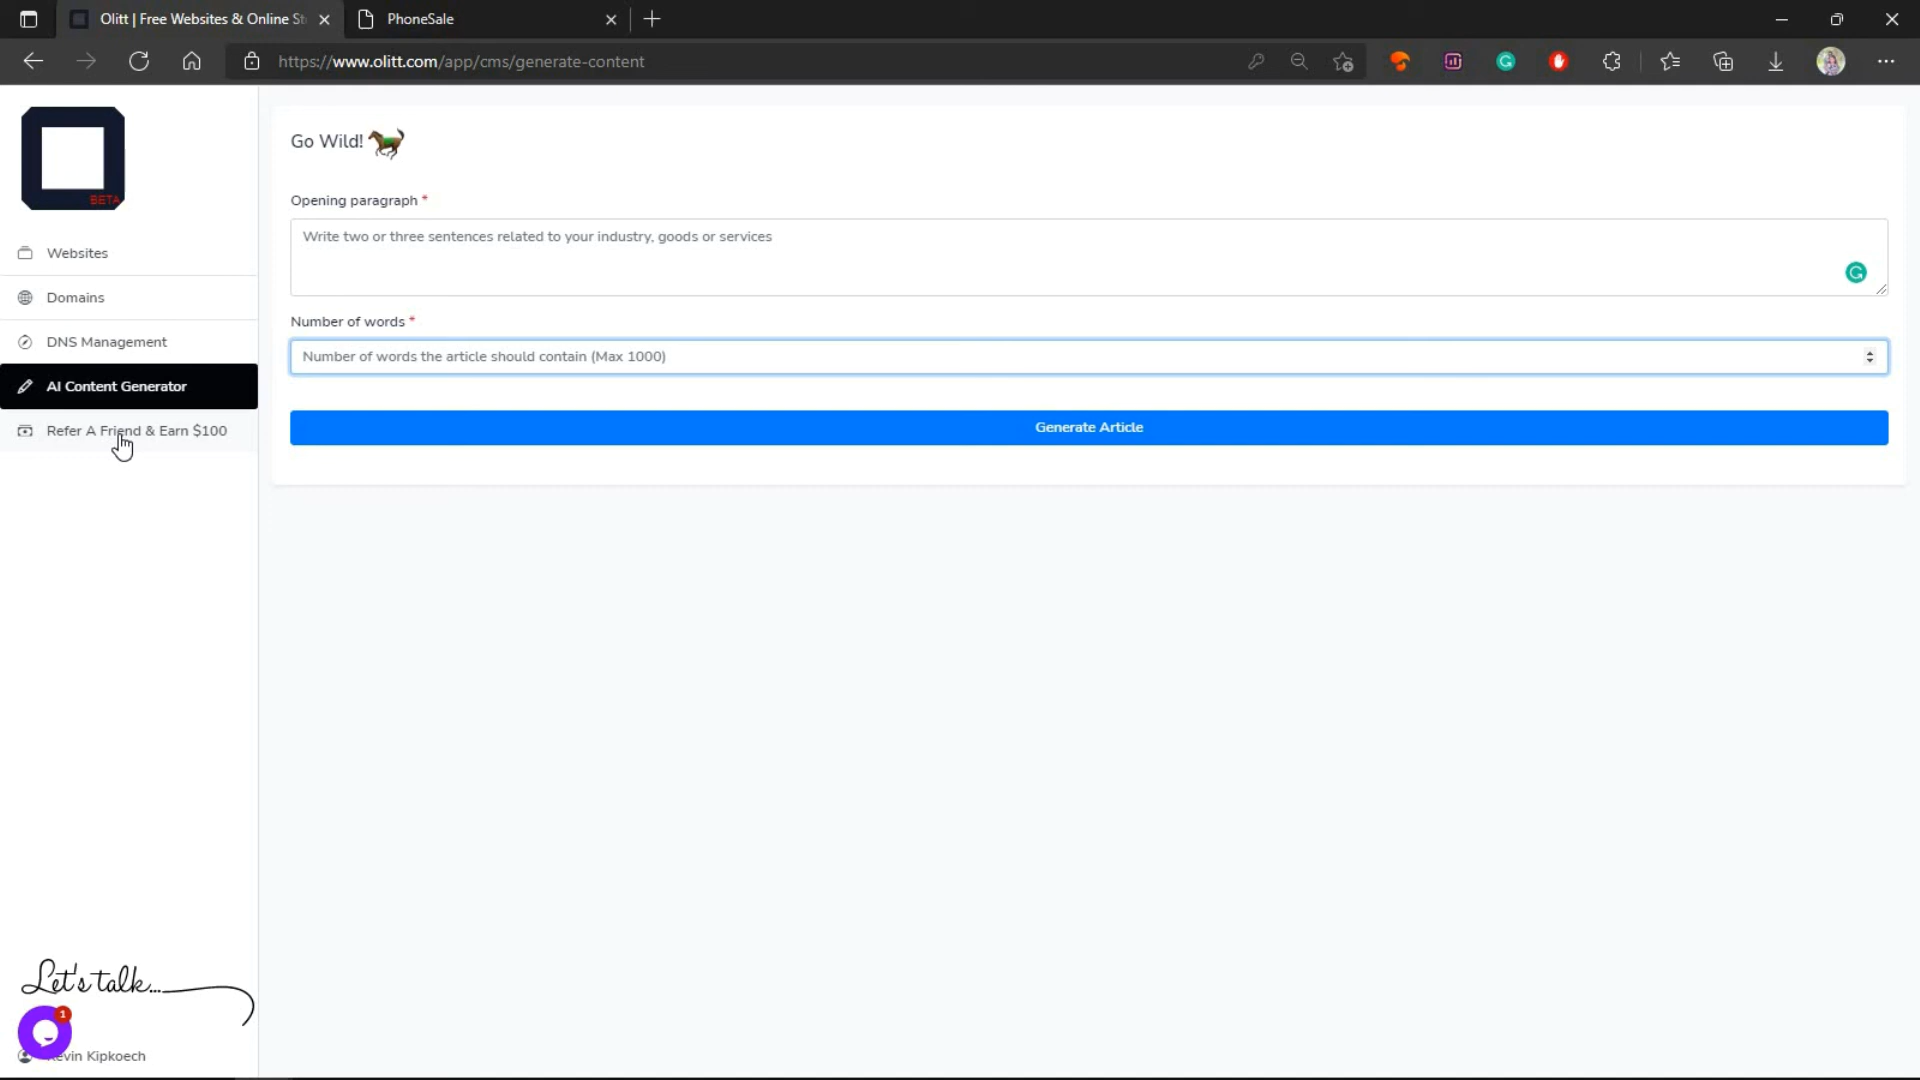 Olitt | Free Websites & Online St
PhoneSale
https://www.olitt.com/app/cms/generate-content
BETA
Websites
Domains
DNS Management
AI Content Generator
Refer A Friend & Earn $100
Go Wild!
Opening paragraph *
Write two or three sentences related to your industry, goods or services
Number of words *
Number of words the article should contain (Max 1000)
Generate Article
Let's talk...
1
Kevin Kipkoech